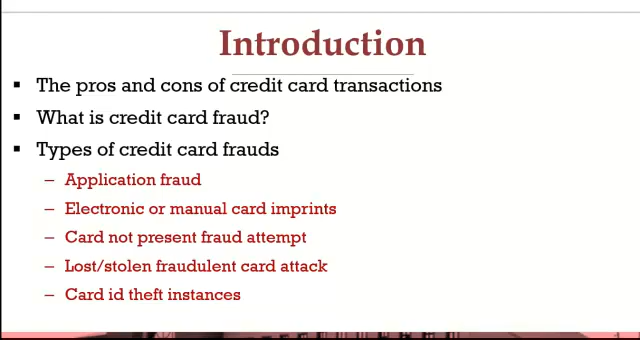 Introduction
▪ The pros and cons of credit card transactions
▪ What is credit card fraud?
▪ Types of credit card frauds
– Application fraud
– Electronic or manual card imprints
– Card not present fraud attempt
– Lost/stolen fraudulent card attack
– Card id theft instances